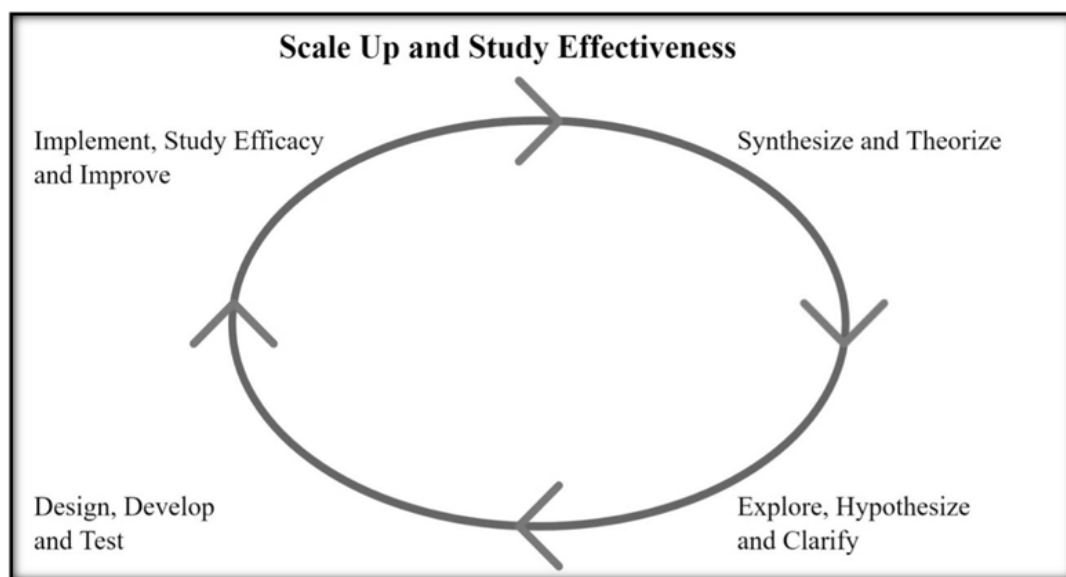 Scale Up and Study Effectiveness
Implement, Study Efficacy
and Improve
Synthesize and Theorize
Design, Develop
and Test
Explore, Hypothesize
and Clarify